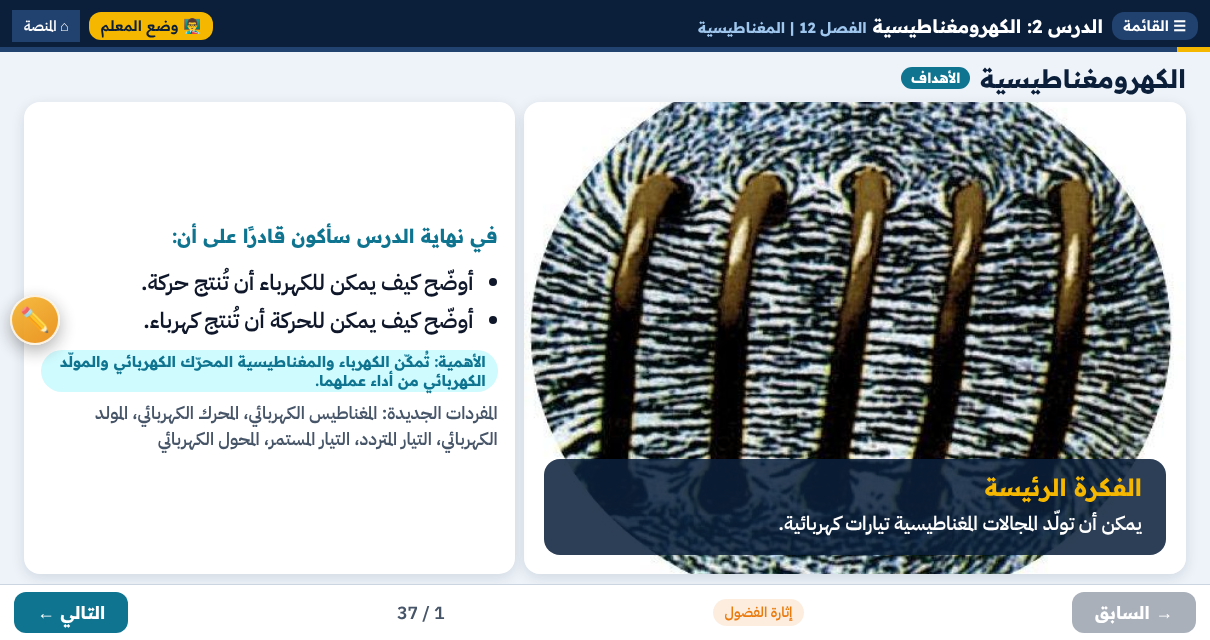 ☰ القائمة
الدرس 2: الكهرومغناطيسية الفصل 12 | المغناطيسية
👨‍🏫 وضع المعلم
⌂ المنصة
الكهرومغناطيسية الأهداف
الفكرة الرئيسة
يمكن أن تولّد المجالات المغناطيسية تيارات كهربائية.
في نهاية الدرس سأكون قادرًا على أن:
• أوضّح كيف يمكن للكهرباء أن تُنتج حركة.
• أوضّح كيف يمكن للحركة أن تُنتج كهرباء.
الأهمية: تُمكّن الكهرباء والمغناطيسية المحرّك الكهربائي والمولّد
الكهربائي من أداء عملهما.
المفردات الجديدة: المغناطيس الكهربائي، المحرك الكهربائي، المولد
الكهربائي، التيار المتردد، التيار المستمر، المحول الكهربائي
→ السابق
إثارة الفضول
1 / 37
التالي ←